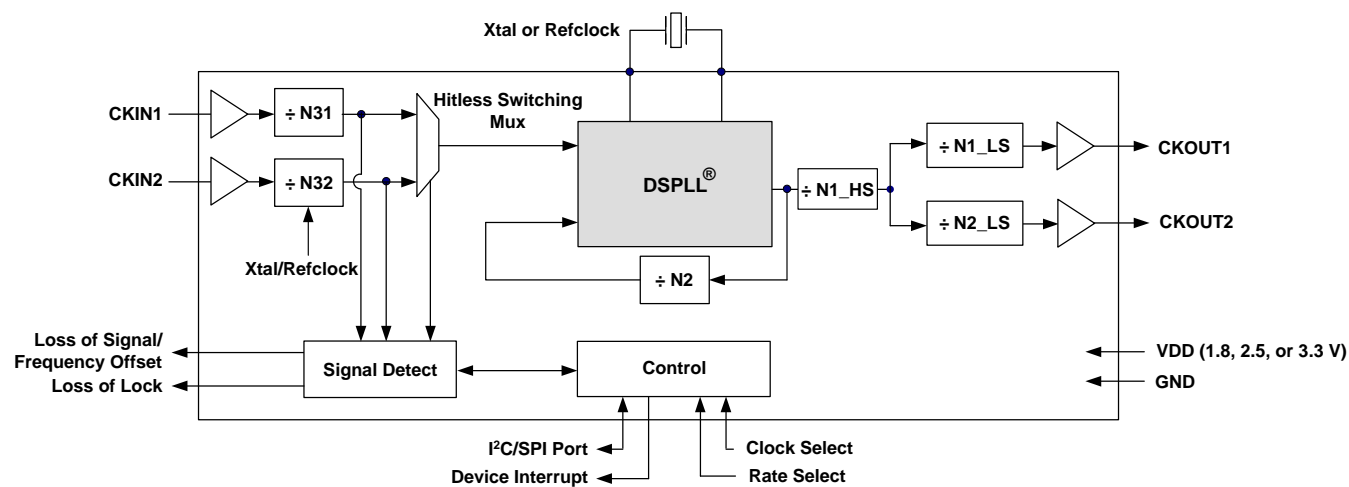 Xtal or Refclock
CKIN1
÷ N31
Hitless Switching
Mux
÷ N1_LS
CKOUT1
CKIN2
÷ N32
DSPLL®
÷ N1_HS
÷ N2_LS
CKOUT2
Xtal/Refclock
÷ N2
Loss of Signal/
Frequency Offset
Loss of Lock
Signal Detect
Control
VDD (1.8, 2.5, or 3.3 V)
GND
I²C/SPI Port
Device Interrupt
Clock Select
Rate Select